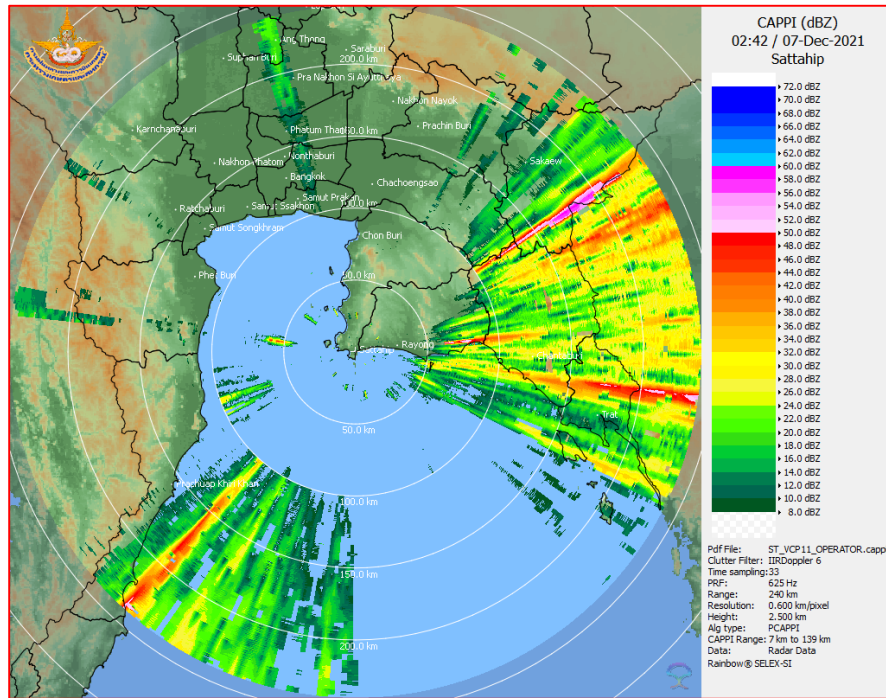 CAPPI (dBZ)
02:42 / 07-Dec-2021
Sattahip
72.0 dBZ
70.0 dBZ
68.0 dBZ
66.0 dBZ
64.0 dBZ
62.0 dBZ
60.0 dBZ
58.0 dBZ
56.0 dBZ
54.0 dBZ
52.0 dBZ
50.0 dBZ
48.0 dBZ
46.0 dBZ
44.0 dBZ
42.0 dBZ
40.0 dBZ
38.0 dBZ
36.0 dBZ
34.0 dBZ
32.0 dBZ
30.0 dBZ
28.0 dBZ
26.0 dBZ
24.0 dBZ
22.0 dBZ
20.0 dBZ
18.0 dBZ
16.0 dBZ
14.0 dBZ
12.0 dBZ
10.0 dBZ
8.0 dBZ
Pdf File: ST_VCP11_OPERATOR.capp
Clutter Filter: IIRDoppler 6
Time sampling:33
PRF: 625 Hz
Range: 240 km
Resolution: 0.600 km/pixel
Height: 2.500 km
Alg type: PCAPPI
CAPPI Range: 7 km to 139 km
Data: Radar Data
Rainbow® SELEX-SI
Ang Thong
Saraburi
Suphan Buri
200.0 km
Pra Nakhon Si Ayuttaya
Nakhon Nayok
Karnchanaburi
Prachin Buri
Nonthaburi
Nakhon Phatom
Sakaew
Bangkok
Chachoengsao
Samut Prakan
Ratchaburi
Samut Ssakhon
100.0 km
Samut Songkhram
Chon Buri
50.0 km
Rayong
Sattahip
Trat
50.0 km
Prachuap Khiri Khan
100.0 km
150.0 km
200.0 km